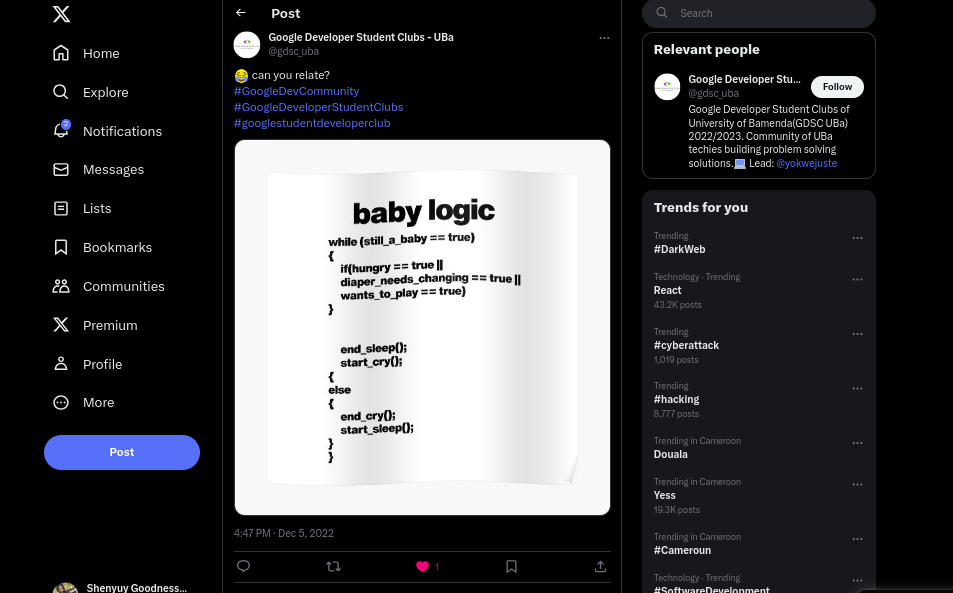 Home
Explore
2
Notifications
Messages
Lists
Bookmarks
Communities
Premium
Profile
More
Post
Shenyuy Goodness...
Post
Google Developer Student Clubs - UBa
@gdsc_uba
😂 can you relate?
#GoogleDevCommunity
#GoogleDeveloperStudentClubs
#googlestudentdeveloperclub
baby logic
while (still_a_baby == true)
{
if(hungry == true ||
diaper_needs_changing == true ||
wants_to_play == true)
}
end_sleep();
start_cry();
{
else
{
end_cry();
start_sleep();
}
}
4:47 PM · Dec 5, 2022
1
Search
Relevant people
Google Developer Stu...
@gdsc_uba
Follow
Google Developer Student Clubs of
University of Bamenda(GDSC UBa)
2022/2023. Community of UBa
techies building problem solving
solutions.💻 Lead: @yokwejuste
Trends for you
Trending
#DarkWeb
Technology · Trending
React
43.2K posts
Trending
#cyberattack
1,019 posts
Trending
#hacking
8,777 posts
Trending in Cameroon
Douala
Trending in Cameroon
Yess
19.3K posts
Trending in Cameroon
#Cameroun
Technology · Trending
#SoftwareDevelopment